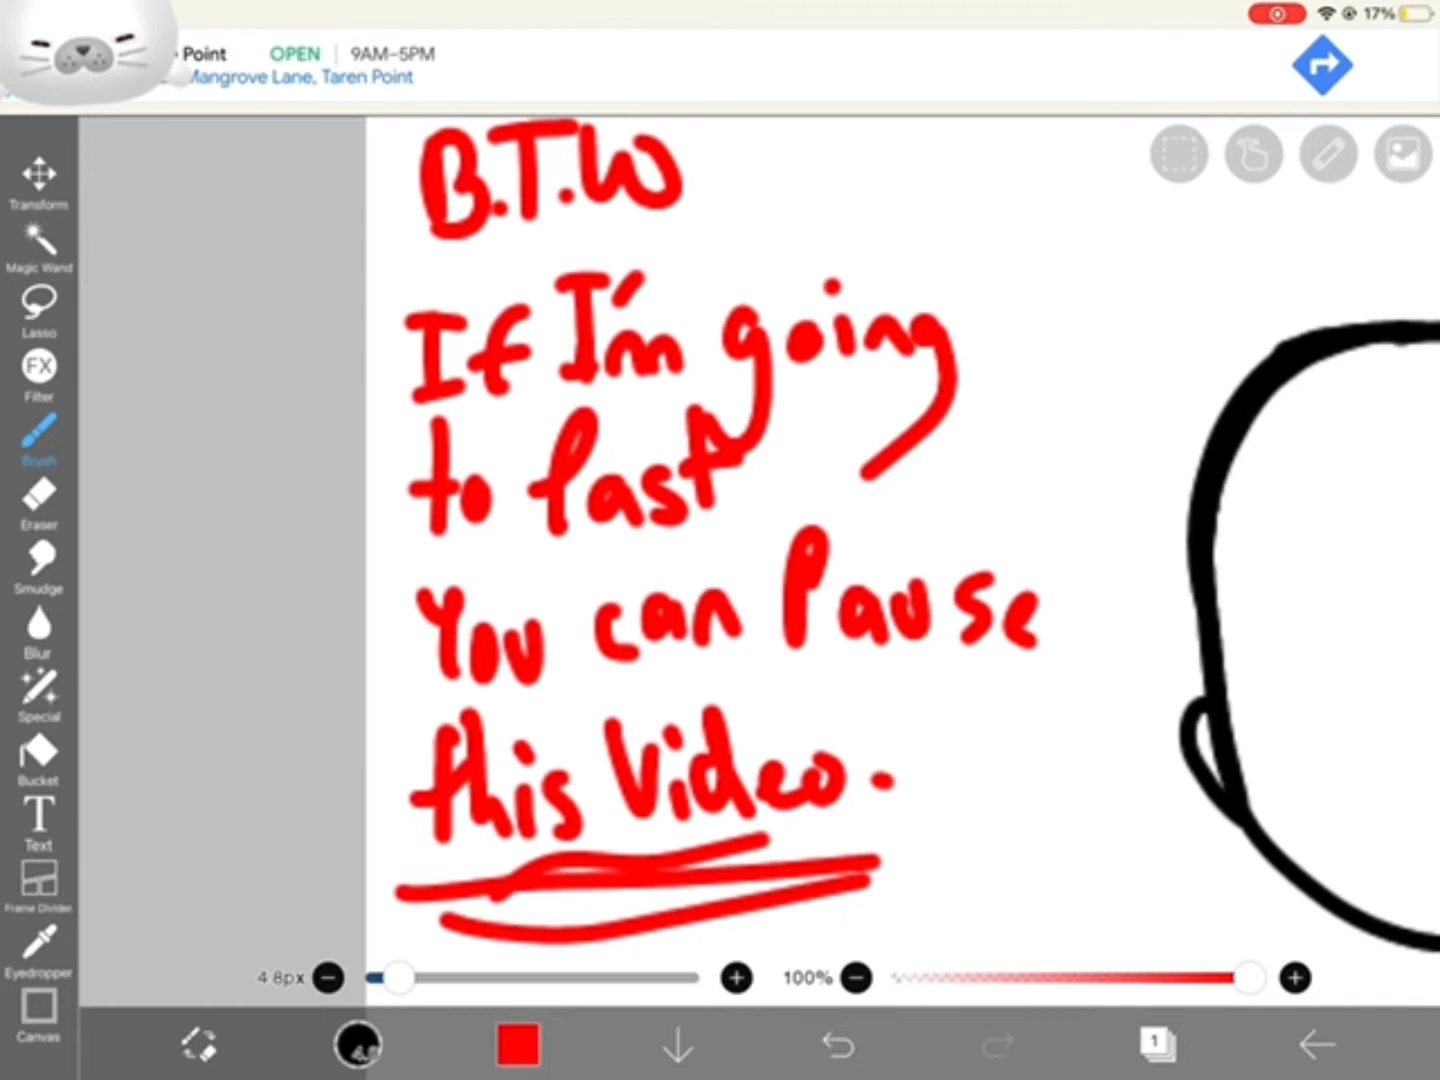 17%
Point OPEN 9AM–5PM
Mangrove Lane, Taren Point
Transform
Magic Wand
Lasso
FX
Filter
Brush
Eraser
Smudge
Blur
Special
Bucket
T
Text
Frame Divider
Eyedropper
Canvas
B.T.W
If I'm going
to fast
You can Pause
this Video.
4.8px
100%
4.8
1